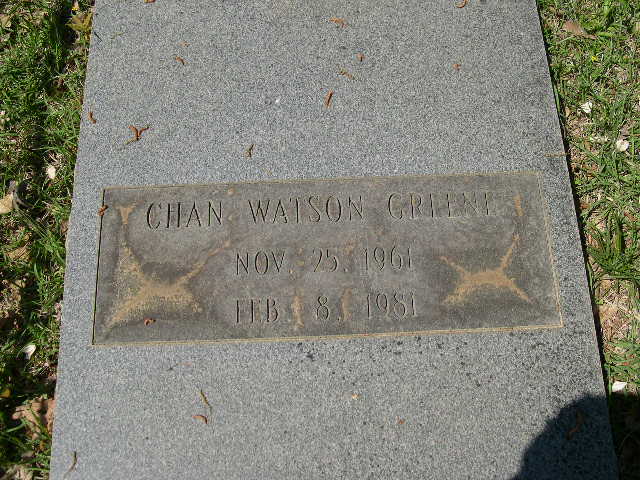 CHAN WATSON GREENE
NOV. 25. 1961
FEB. 8. 1981